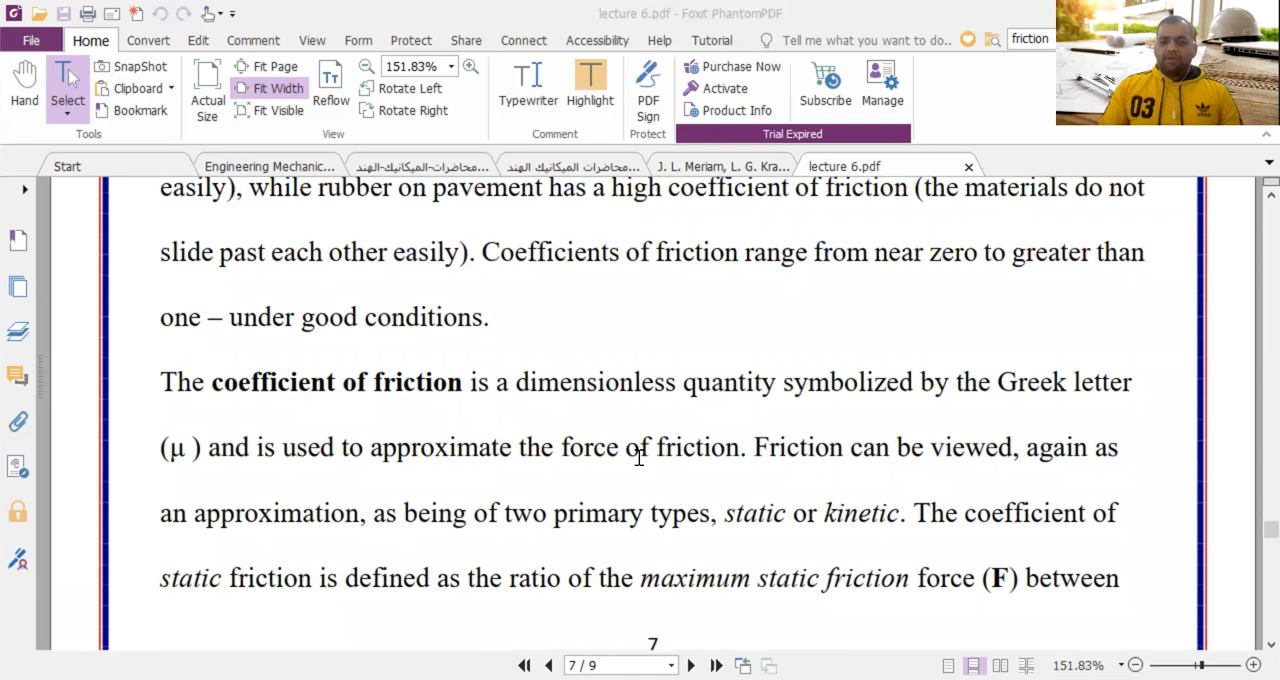 lecture 6.pdf - Foxit PhantomPDF
File Home Convert Edit Comment View Form Protect Share Connect Accessibility Help Tutorial Tell me what you want to do.. friction
Hand
Select
SnapShot
Clipboard
Bookmark
Tools
Actual Size
Fit Page
Fit Width
Fit Visible
Reflow
151.83%
Rotate Left
Rotate Right
View
Typewriter
Highlight
Comment
PDF Sign
Protect
Purchase Now
Activate
Product Info
Trial Expired
Subscribe
Manage
03
adidas
Start Engineering Mechanic... محاضرات-الميكانيك-الهند... محاضرات الميكانيك الهند... J. L. Meriam, L. G. Kra... lecture 6.pdf
easily), while rubber on pavement has a high coefficient of friction (the materials do not
slide past each other easily). Coefficients of friction range from near zero to greater than
one – under good conditions.
The coefficient of friction is a dimensionless quantity symbolized by the Greek letter
(μ ) and is used to approximate the force of friction. Friction can be viewed, again as
an approximation, as being of two primary types, static or kinetic. The coefficient of
static friction is defined as the ratio of the maximum static friction force (F) between
7
7 / 9
151.83%